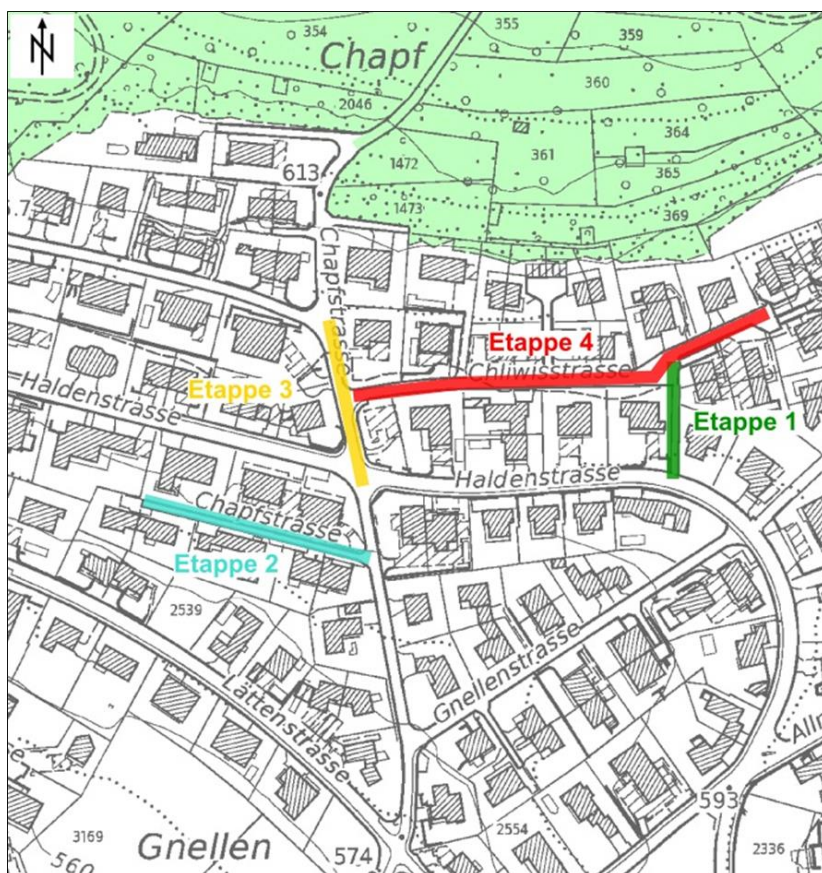 N
354
355
359
Chapf
360
2046
364
613
1472
361
365
1473
369
Chapfstrasse
Etappe 4
Chliwisstrasse
Etappe 3
Haldenstrasse
Etappe 1
Haldenstrasse
Chapfstrasse
Etappe 2
2539
Gnellenstrasse
Lättenstrasse
593
3169
Gnellen
2554
574
560
2336